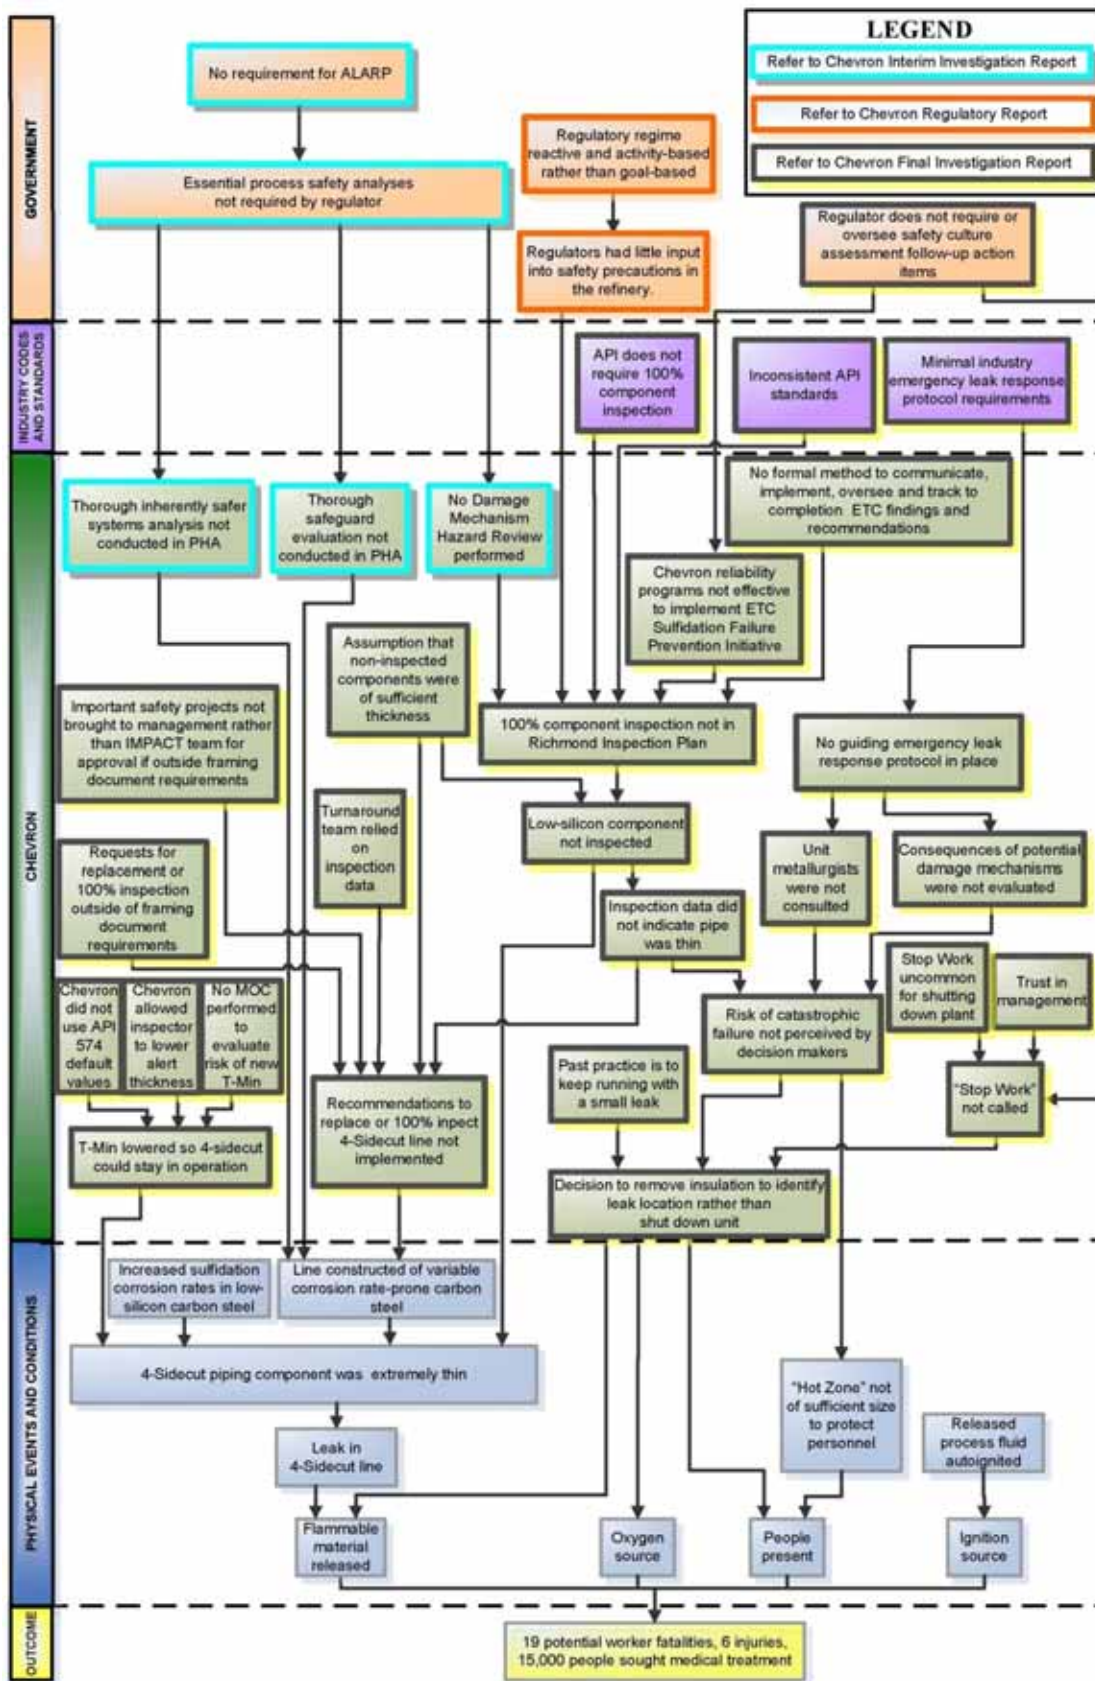 LEGEND
Refer to Chevron Interim Investigation Report
Refer to Chevron Regulatory Report
Refer to Chevron Final Investigation Report
GOVERNMENT
No requirement for ALARP
Essential process safety analyses
not required by regulator
Regulatory regime
reactive and activity-based
rather than goal-based
Regulators had little input
into safety precautions in
the refinery.
Regulator does not require or
oversee safety culture
assessment follow-up action
items
INDUSTRY CODES
AND STANDARDS
API does not
require 100%
component
inspection
Inconsistent API
standards
Minimal industry
emergency leak response
protocol requirements
CHEVRON
Thorough inherently safer
systems analysis not
conducted in PHA
Thorough
safeguard
evaluation not
conducted in PHA
No Damage
Mechanism
Hazard Review
performed
No formal method to communicate,
implement, oversee and track to
completion ETC findings and
recommendations
Chevron reliability
programs not effective
to implement ETC
Sulfidation Failure
Prevention Initiative
Assumption that
non-inspected
components were
of sufficient
thickness
Important safety projects not
brought to management rather
than IMPACT team for
approval if outside framing
document requirements
100% component inspection not in
Richmond Inspection Plan
No guiding emergency leak
response protocol in place
Turnaround
team relied
on
inspection
data
Low-silicon component
not inspected
Requests for
replacement or
100% inspection
outside of framing
document
requirements
Unit
metallurgists
were not
consulted
Consequences of potential
damage mechanisms
were not evaluated
Inspection data did
not indicate pipe
was thin
Stop Work
uncommon
for shutting
down plant
Trust in
management
Chevron
did not
use API
574
default
values
Chevron
allowed
inspector
to lower
alert
thickness
No MOC
performed
to
evaluate
risk of new
T-Min
Risk of catastrophic
failure not perceived by
decision makers
Past practice is to
keep running with
a small leak
"Stop Work"
not called
Recommendations to
replace or 100% inpect
4-Sidecut line not
implemented
T-Min lowered so 4-sidecut
could stay in operation
Decision to remove insulation to identify
leak location rather than
shut down unit
PHYSICAL EVENTS AND CONDITIONS
Increased sulfidation
corrosion rates in low-
silicon carbon steel
Line constructed of variable
corrosion rate-prone carbon
steel
4-Sidecut piping component was extremely thin
"Hot Zone" not
of sufficient size
to protect
personnel
Released
process fluid
autoignited
Leak in
4-Sidecut line
Flammable
material
released
Oxygen
source
People
present
Ignition
source
OUTCOME
19 potential worker fatalities, 6 injuries,
15,000 people sought medical treatment